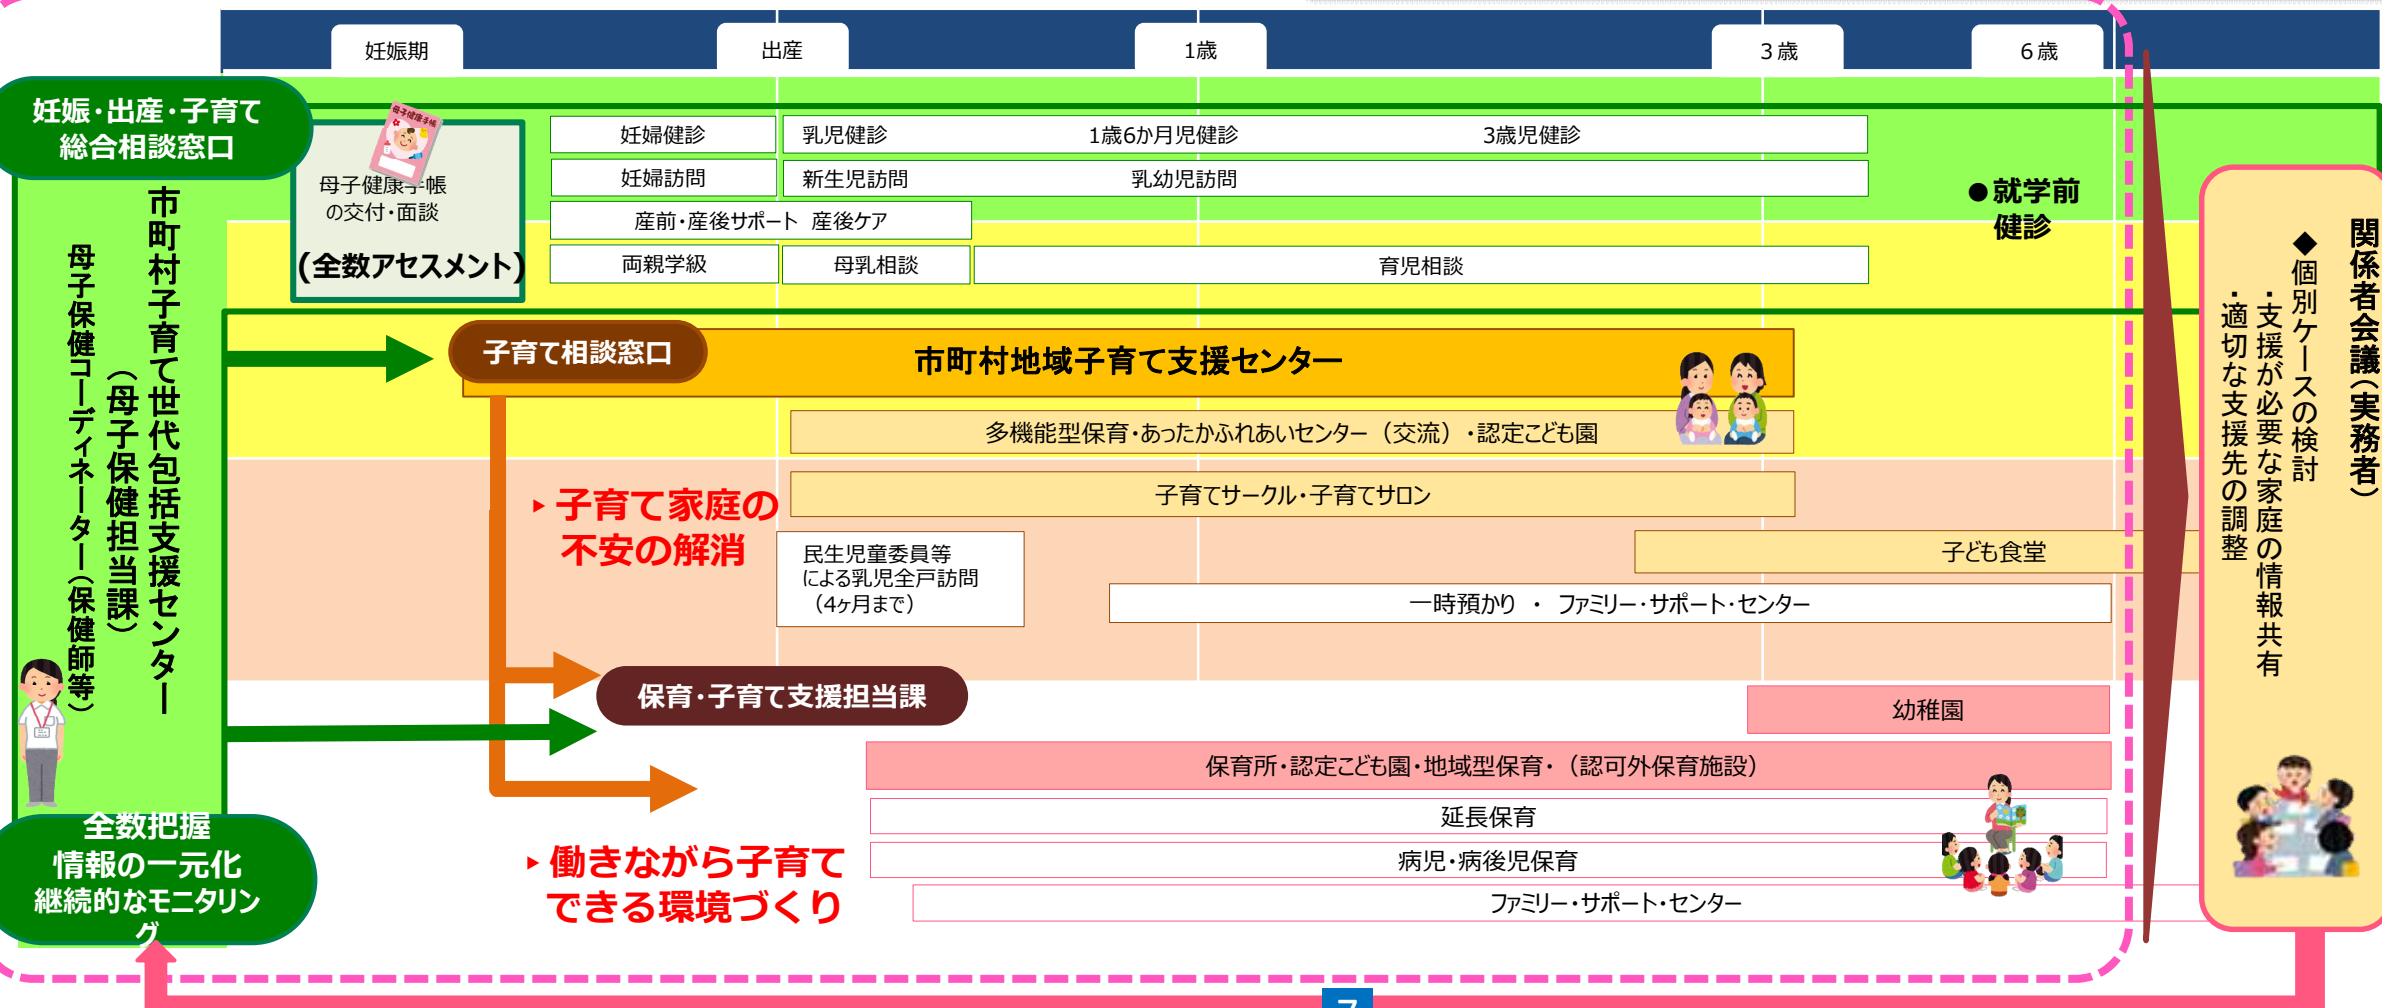 妊娠期
出産
1歳
３歳
６歳
妊娠・出産・子育て
総合相談窓口
母子健康手帳
母子健康手帳
の交付・面談
(全数アセスメント)
妊婦健診
乳児健診
1歳6か月児健診
3歳児健診
妊婦訪問
新生児訪問
乳幼児訪問
産前・産後サポート 産後ケア
両親学級
母乳相談
育児相談
●就学前
健診
市町村子育て世代包括支援センター
（母子保健担当課）
母子保健コーディネーター（保健師等）
子育て相談窓口
市町村地域子育て支援センター
多機能型保育・あったかふれあいセンター（交流）・認定こども園
子育てサークル・子育てサロン
▸子育て家庭の
不安の解消
民生児童委員等
による乳児全戸訪問
（4ヶ月まで）
子ども食堂
一時預かり ・ ファミリー・サポート・センター
保育・子育て支援担当課
幼稚園
保育所・認定こども園・地域型保育・（認可外保育施設）
延長保育
病児・病後児保育
ファミリー・サポート・センター
▸働きながら子育て
できる環境づくり
全数把握
情報の一元化
継続的なモニタリン
グ
関係者会議（実務者）
◆個別ケースの検討
・支援が必要な家庭の情報共有
・適切な支援先の調整
7